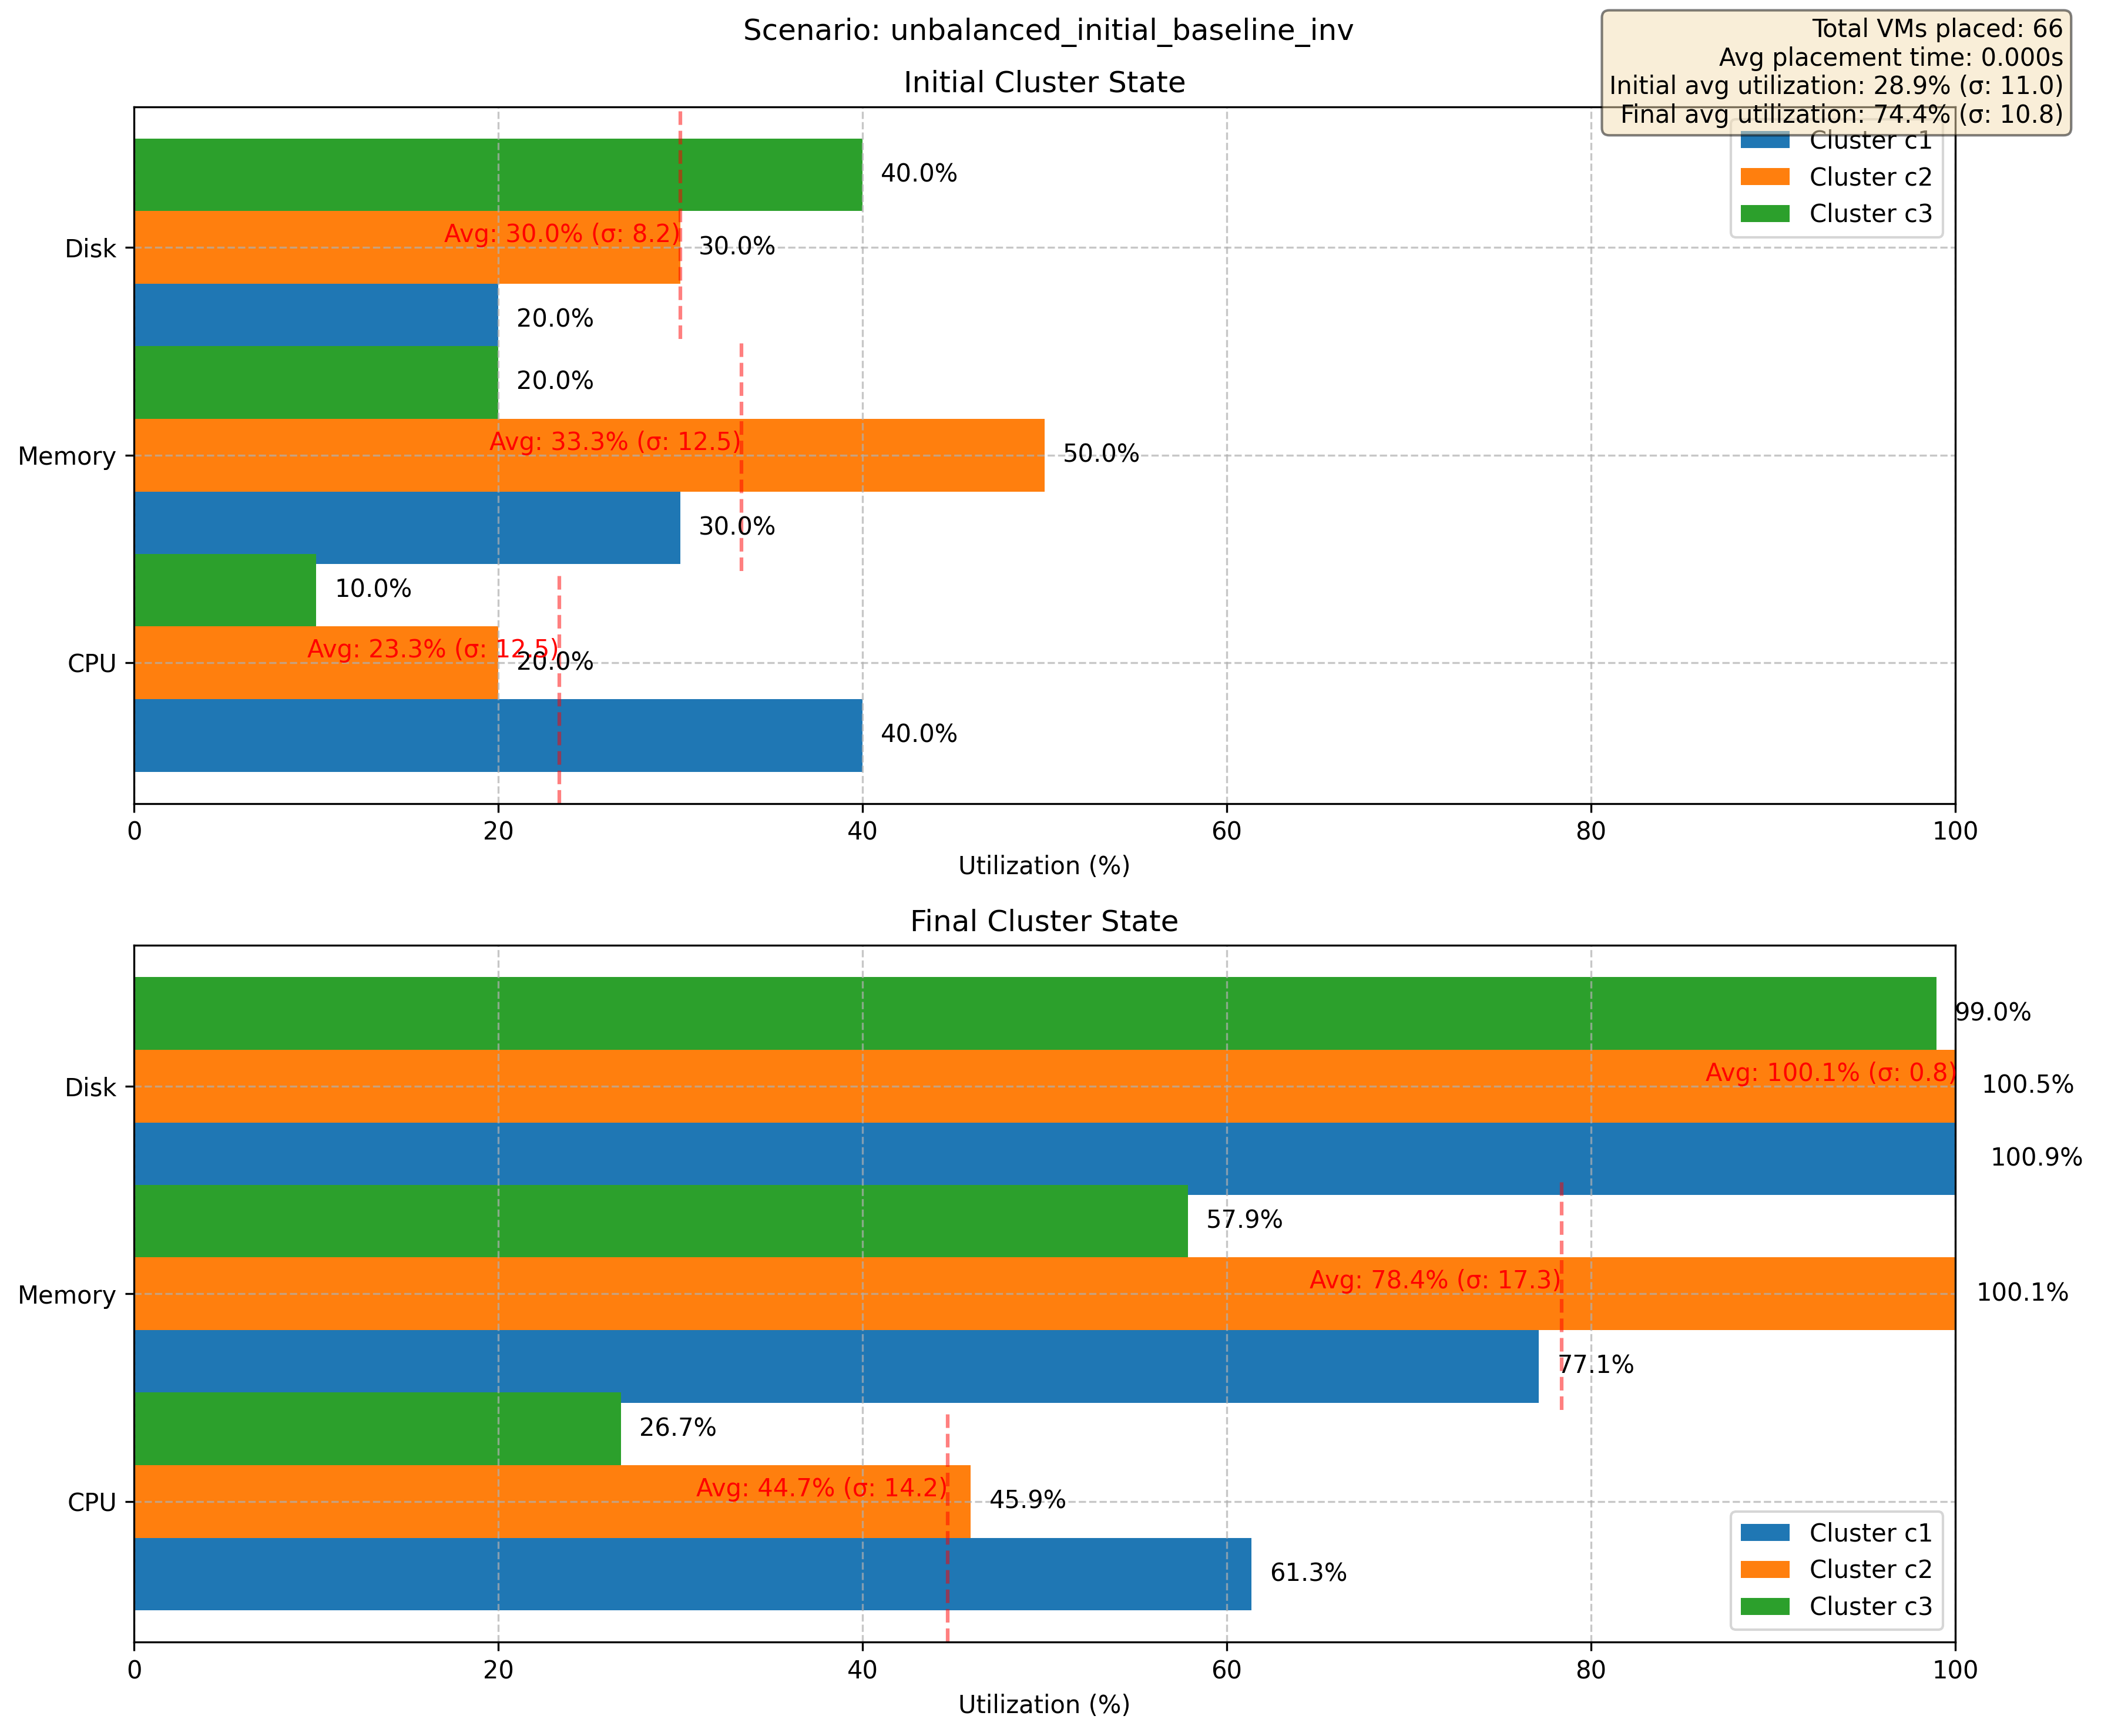 Scenario: unbalanced_initial_baseline_inv
Total VMs placed: 66
Avg placement time: 0.000s
Initial avg utilization: 28.9% (σ: 11.0)
Final avg utilization: 74.4% (σ: 10.8)
Initial Cluster State
Cluster c1
Cluster c2
Cluster c3
40.0%
Disk
Avg: 30.0% (σ: 8.2)
30.0%
20.0%
20.0%
Memory
Avg: 33.3% (σ: 12.5)
50.0%
30.0%
10.0%
CPU
Avg: 23.3% (σ: 12.5)
20.0%
40.0%
0 20 40 60 80 100
Utilization (%)
Final Cluster State
99.0%
Disk
Avg: 100.1% (σ: 0.8)
100.5%
100.9%
57.9%
Memory
Avg: 78.4% (σ: 17.3)
100.1%
77.1%
26.7%
CPU
Avg: 44.7% (σ: 14.2)
45.9%
61.3%
Cluster c1
Cluster c2
Cluster c3
0 20 40 60 80 100
Utilization (%)